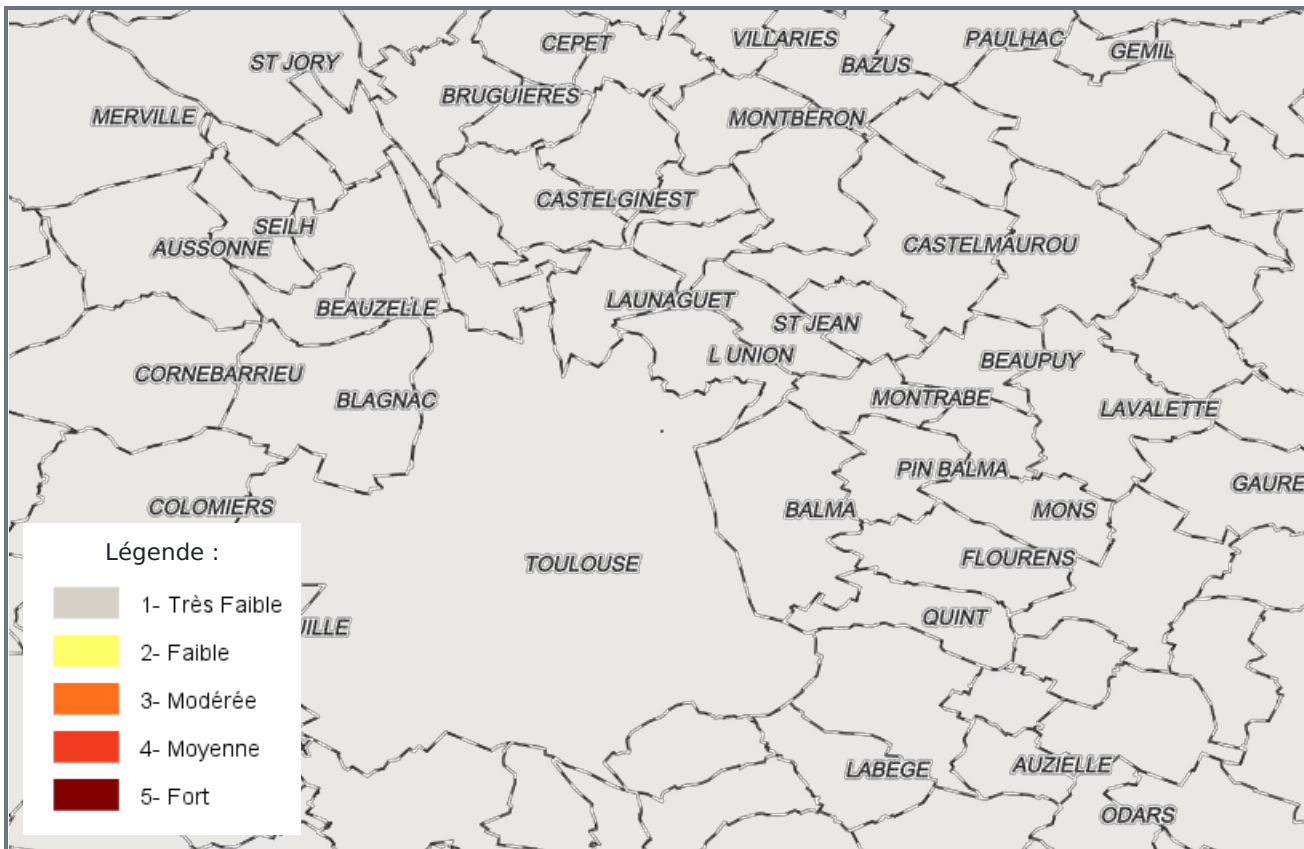 CEPET
VILLARIES
PAULHAC
GEMIL
ST JORY
BAZUS
BRUGUIERES
MERVILLE
MONTBERON
CASTELGINEST
SEILH
AUSSONNE
CASTELMAUROU
BEAUZELLE
LAUNAGUET
ST JEAN
L UNION
BEAUPUY
CORNEBARRIEU
BLAGNAC
MONTRABE
LAVALETTE
PIN BALMA
GAURE
COLOMIERS
BALMA
MONS
TOULOUSE
FLOURENS
QUINT
UILLE
LABEGE
AUZIELLE
ODARS
Légende :
1- Très Faible
2- Faible
3- Modérée
4- Moyenne
5- Fort